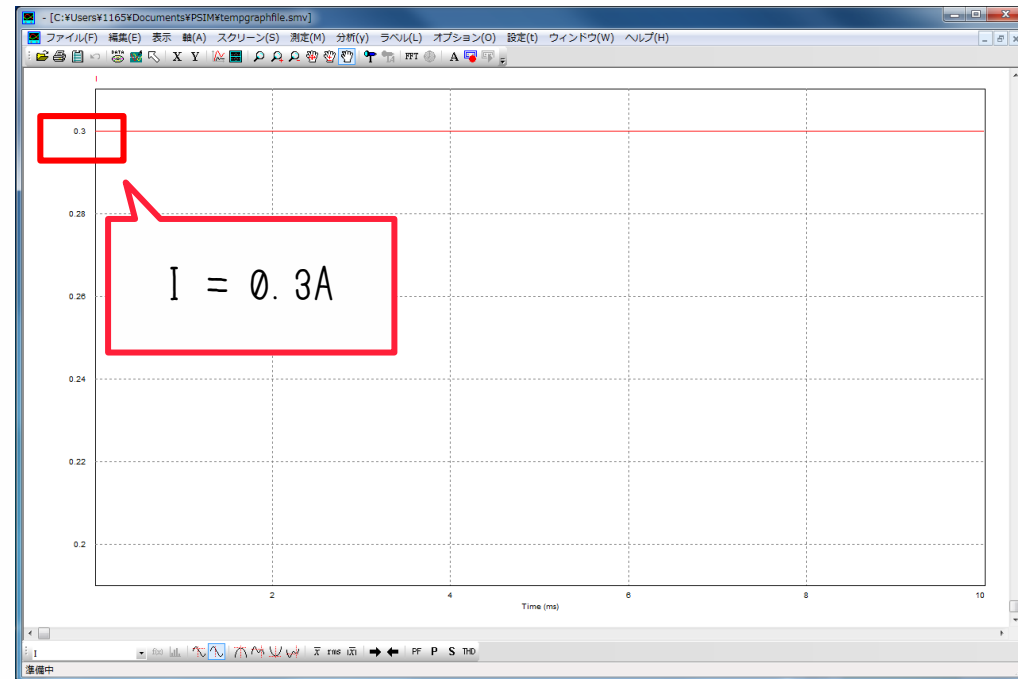 - [C:¥Users¥1165¥Documents¥PSIM¥tempgraphfile.smv]
ファイル(F) 編集(E) 表示 軸(A) スクリーン(S) 測定(M) 分析(y) ラベル(L) オプション(O) 設定(t) ウィンドウ(W) ヘルプ(H)
DATA X Y FFT A
I
0.3
0.28
I = 0.3A
0.26
0.24
0.22
0.2
2 4 6 8 10
Time (ms)
I f(x) x rms |x| PF P S THD
準備中